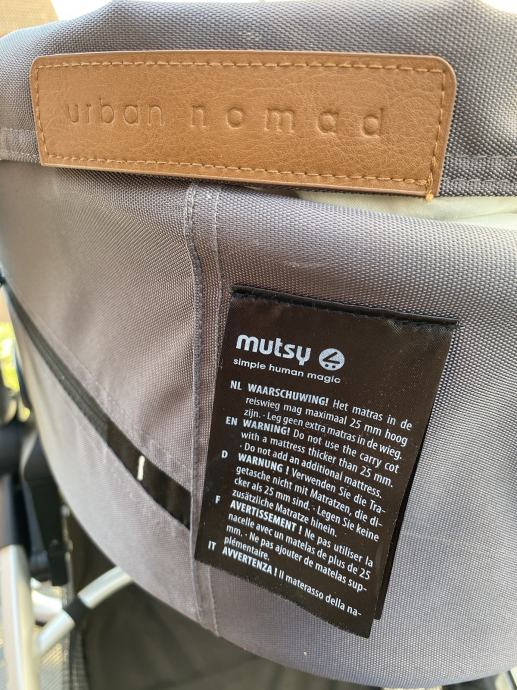 urban nomad
mutsy
simple human magic
NL WAARSCHUWING! Het matras in de
reiswieg mag maximaal 25 mm hoog
zijn. · Leg geen extra matras in de wieg.
EN WARNING! Do not use the carry cot
with a mattress thicker than 25 mm.
· Do not add an additional mattress.
D WARNUNG ! Verwenden Sie die Tra-
getasche nicht mit Matratzen, die di-
cker als 25 mm sind. · Legen Sie keine
zusätzliche Matratze hinein.
F AVERTISSEMENT ! Ne pas utiliser la
nacelle avec un matelas de plus de 25
mm. · Ne pas ajouter de matelas sup-
plémentaire.
IT AVVERTENZA ! Il materasso della na-